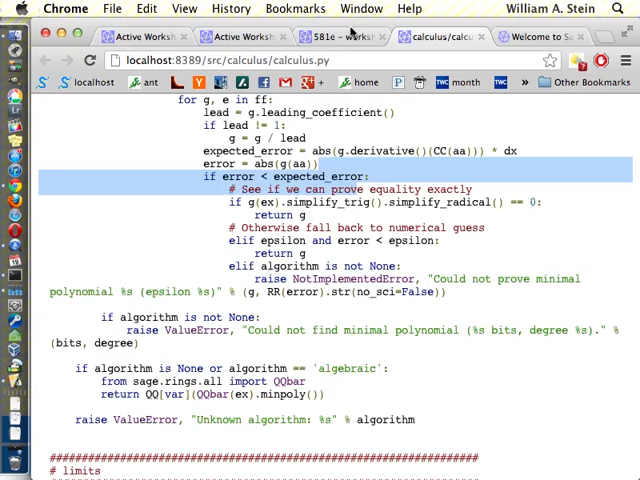 Chrome File Edit View History Bookmarks Window Help William A. Stein
Active Works Active Works 581e – works calculus/calcu Welcome to Sa
localhost:8389/src/calculus/calculus.py
localhost ant home month Other Bookmarks
for g, e in ff:
lead = g.leading_coefficient()
if lead != 1:
g = g / lead
expected_error = abs(g.derivative()(CC(aa))) * dx
error = abs(g(aa))
if error < expected_error:
# See if we can prove equality exactly
if g(ex).simplify_trig().simplify_radical() == 0:
return g
# Otherwise fall back to numerical guess
elif epsilon and error < epsilon:
return g
elif algorithm is not None:
raise NotImplementedError, "Could not prove minimal
polynomial %s (epsilon %s)" % (g, RR(error).str(no_sci=False))
if algorithm is not None:
raise ValueError, "Could not find minimal polynomial (%s bits, degree %s)." %
(bits, degree)
if algorithm is None or algorithm == 'algebraic':
from sage.rings.all import QQbar
return QQ[var](QQbar(ex).minpoly())
raise ValueError, "Unknown algorithm: %s" % algorithm
###################################################################
# limits